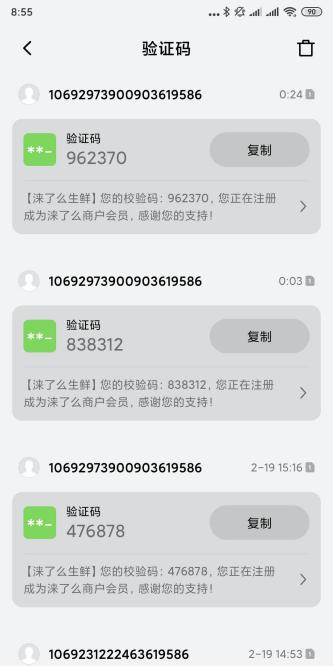 8:55
90
验证码
10692973900903619586
0:24
验证码
962370
复制
【涞了么生鲜】您的校验码：962370，您正在注册
成为涞了么商户会员，感谢您的支持！
10692973900903619586
0:03
验证码
838312
复制
【涞了么生鲜】您的校验码：838312，您正在注册
成为涞了么商户会员，感谢您的支持！
10692973900903619586
2-19 15:16
验证码
476878
复制
【涞了么生鲜】您的校验码：476878，您正在注册
成为涞了么商户会员，感谢您的支持！
1069231222463619586
2-19 14:53